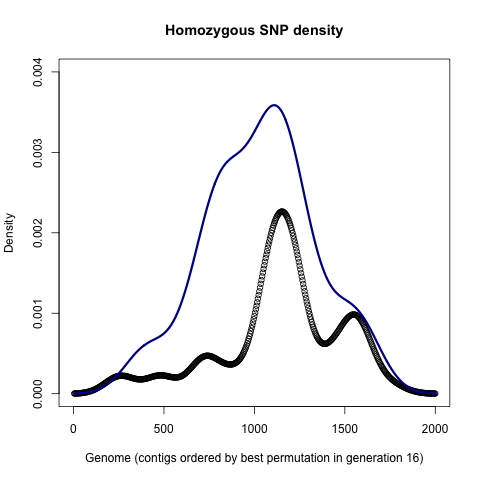 Homozygous SNP density
0.004
0.003
0.002
0.001
0.000
Density
0 500 1000 1500 2000
Genome (contigs ordered by best permutation in generation 16)